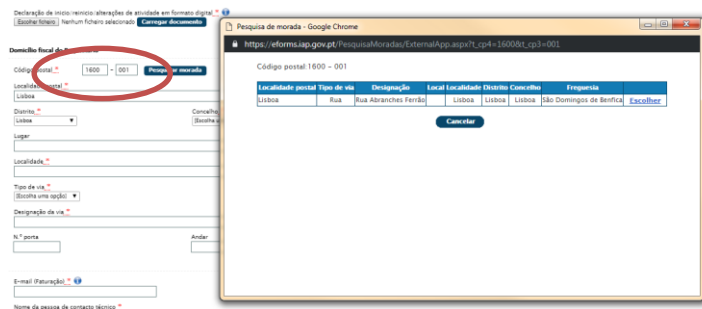 Declaração de inicio/reinício/alterações de atividade em formato digital *
Escolher ficheiro Nenhum ficheiro selecionado Carregar documento
Domicílio fiscal do
Código postal * 1600 - 001 Pesquisar morada
Localidade postal *
Lisboa
Distrito * Concelho
Lisboa (Escolha u
Lugar
Localidade *
Tipo de via *
(Escolha uma opção)
Designação de via *
N.º porta Andar
E-mail (Faturação) *
Nome da pessoa de contacto técnico *
Pesquisa de morada - Google Chrome
https://eforms.iap.gov.pt/PesquisaMoradas/ExternalApp.aspx?t_cp4=1600&t_cp3=001
Código postal:1600 - 001
Localidade postal Tipo de via Designação Local Localidade Distrito Concelho Freguesia
Lisboa Rua Rua Abranches Ferrão Lisboa Lisboa Lisboa São Domingos de Benfica Escolher
Cancelar